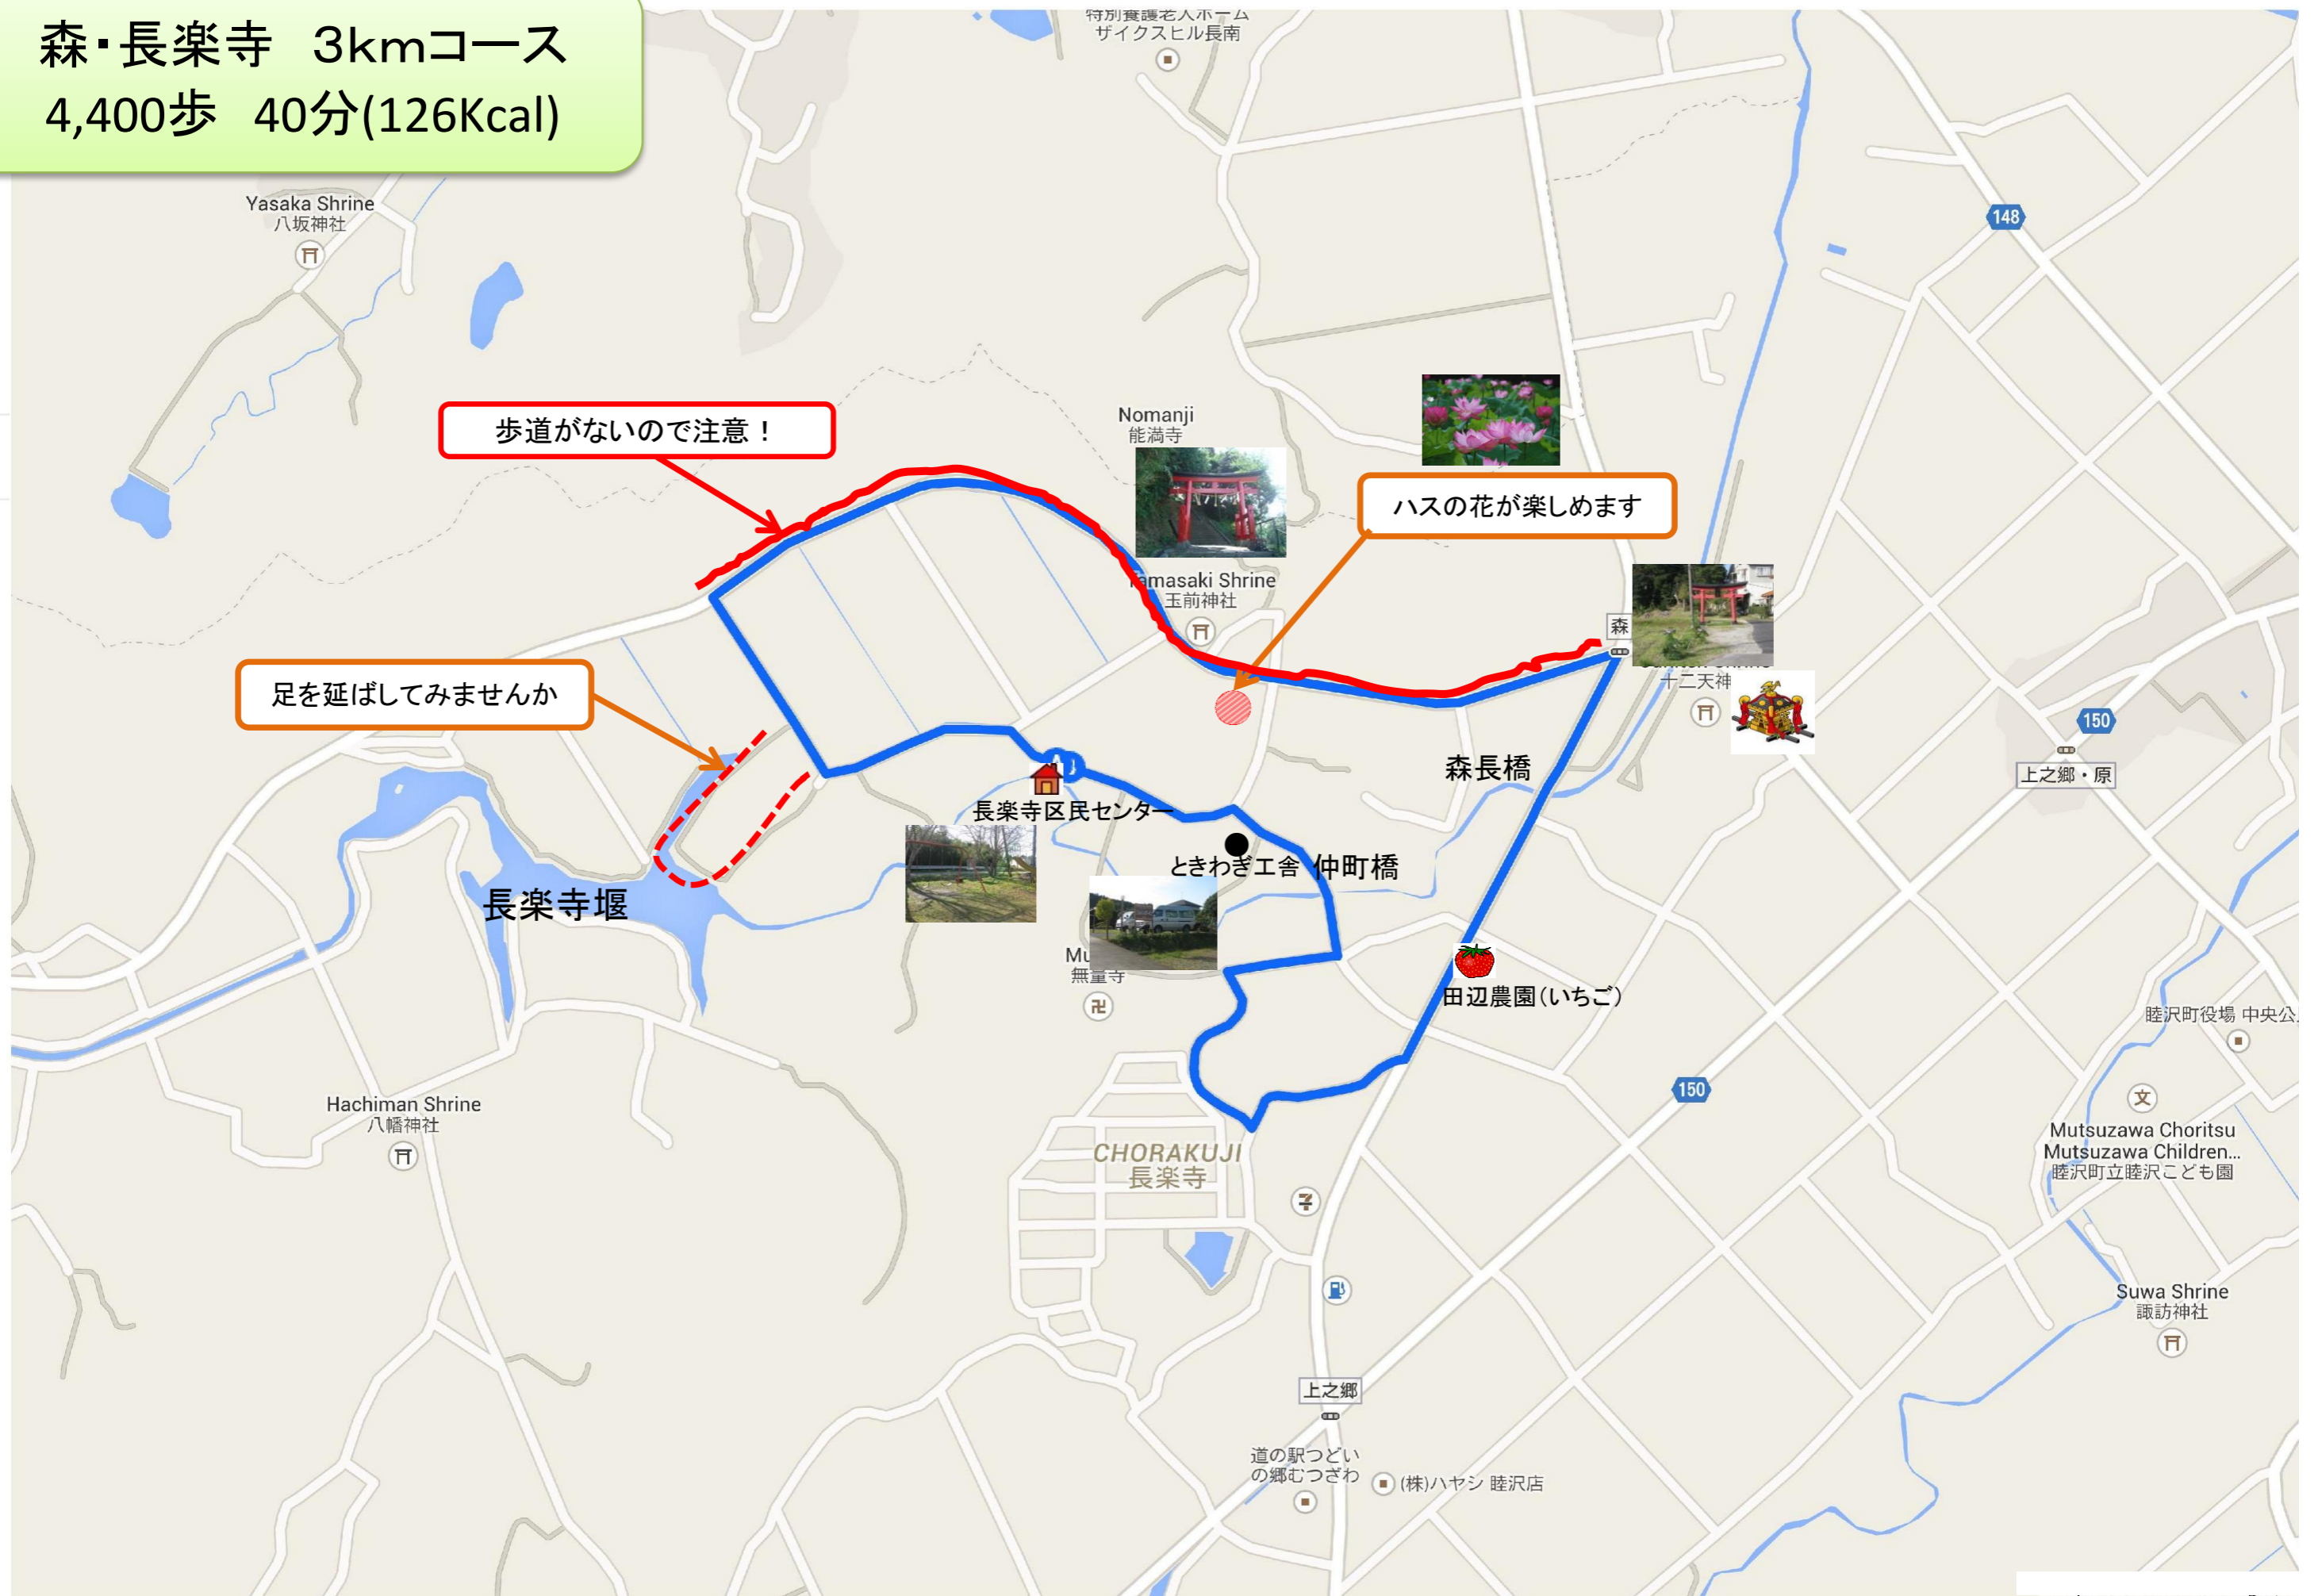 森・長楽寺　3kmコース
4,400歩　40分(126Kcal)
特別養護老人ホーム
ザイクスヒル長南
Yasaka Shrine
八坂神社
148
歩道がないので注意！
Nomanji
能満寺
ハスの花が楽しめます
Tamasaki Shrine
玉前神社
森
十二天神
足を延ばしてみませんか
150
上之郷・原
森長橋
長楽寺区民センター
ときわぎ工舎
仲町橋
長楽寺堰
無量寺
田辺農園(いちご)
睦沢町役場 中央公
150
Hachiman Shrine
八幡神社
文
Mutsuzawa Choritsu
Mutsuzawa Children...
睦沢町立睦沢こども園
CHORAKUJI
長楽寺
Suwa Shrine
諏訪神社
上之郷
道の駅つどい
の郷むつざわ
(株)ハヤシ 睦沢店